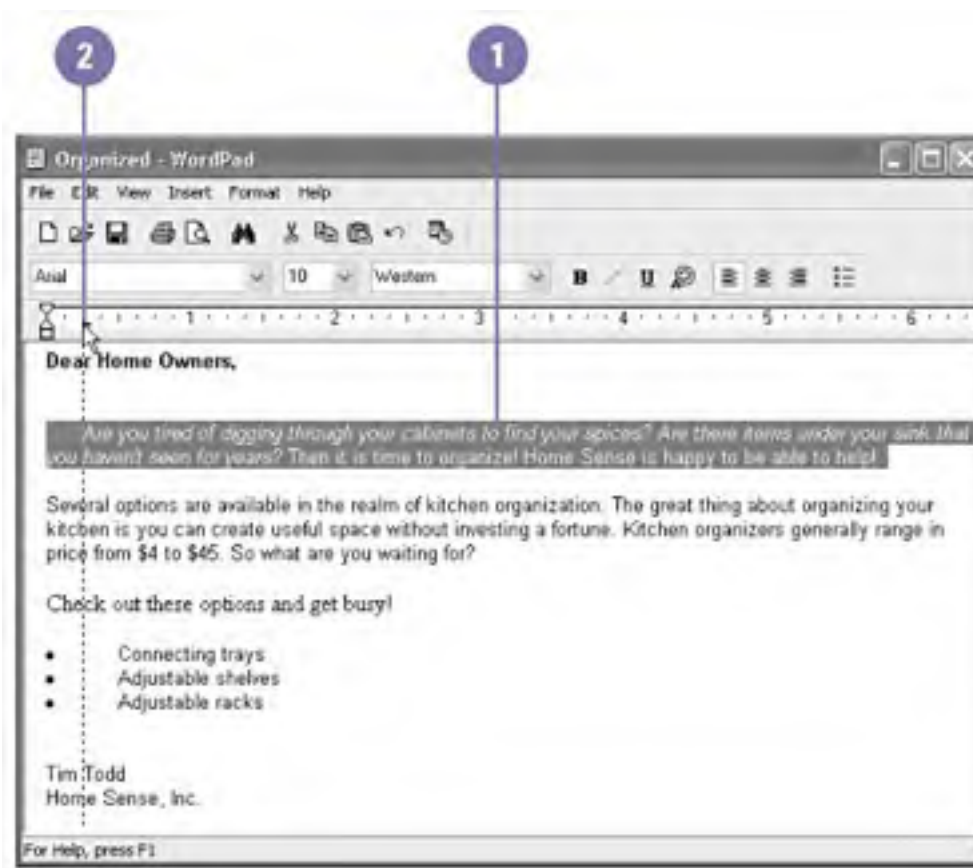 2 1
Organized - WordPad
File Edit View Insert Format Help
Arial 10 Western B U
1 2 3 4 5 6
Dear Home Owners,
Are you tired of digging through your cabinets to find your spices? Are there items under your sink that
you haven't seen for years? Then it is time to organize! Home Sense is happy to be able to help!
Several options are available in the realm of kitchen organization. The great thing about organizing your
kitchen is you can create useful space without investing a fortune. Kitchen organizers generally range in
price from $4 to $45. So what are you waiting for?
Check out these options and get busy!
• Connecting trays
• Adjustable shelves
• Adjustable racks
Tim Todd
Home Sense, Inc.
For Help, press F1